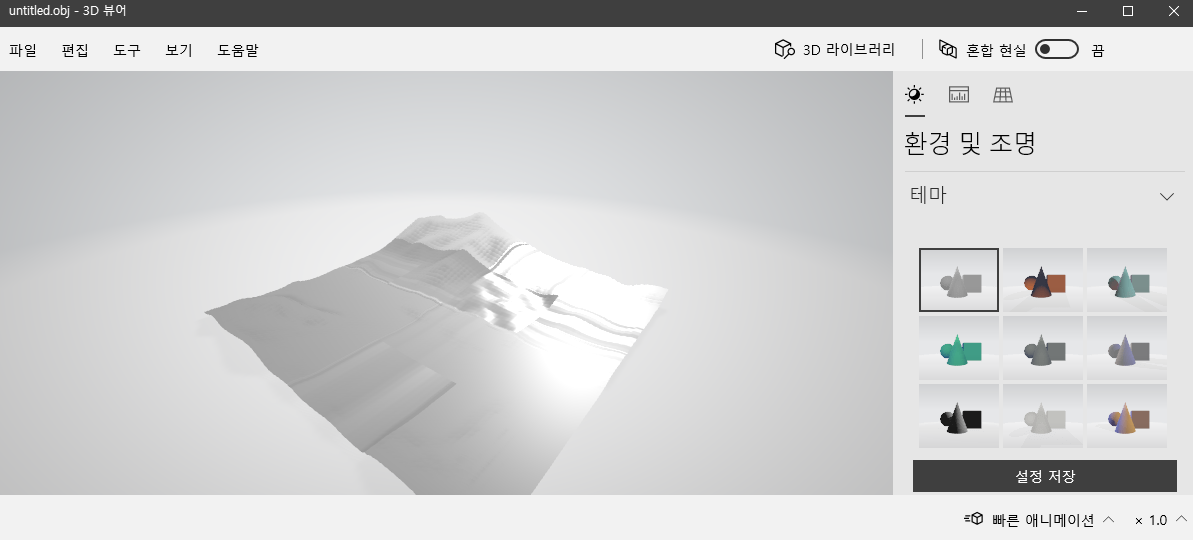 untitled.obj - 3D 뷰어
파일 편집 도구 보기 도움말 3D 라이브러리 혼합 현실 끔
환경 및 조명
테마
설정 저장
빠른 애니메이션 × 1.0